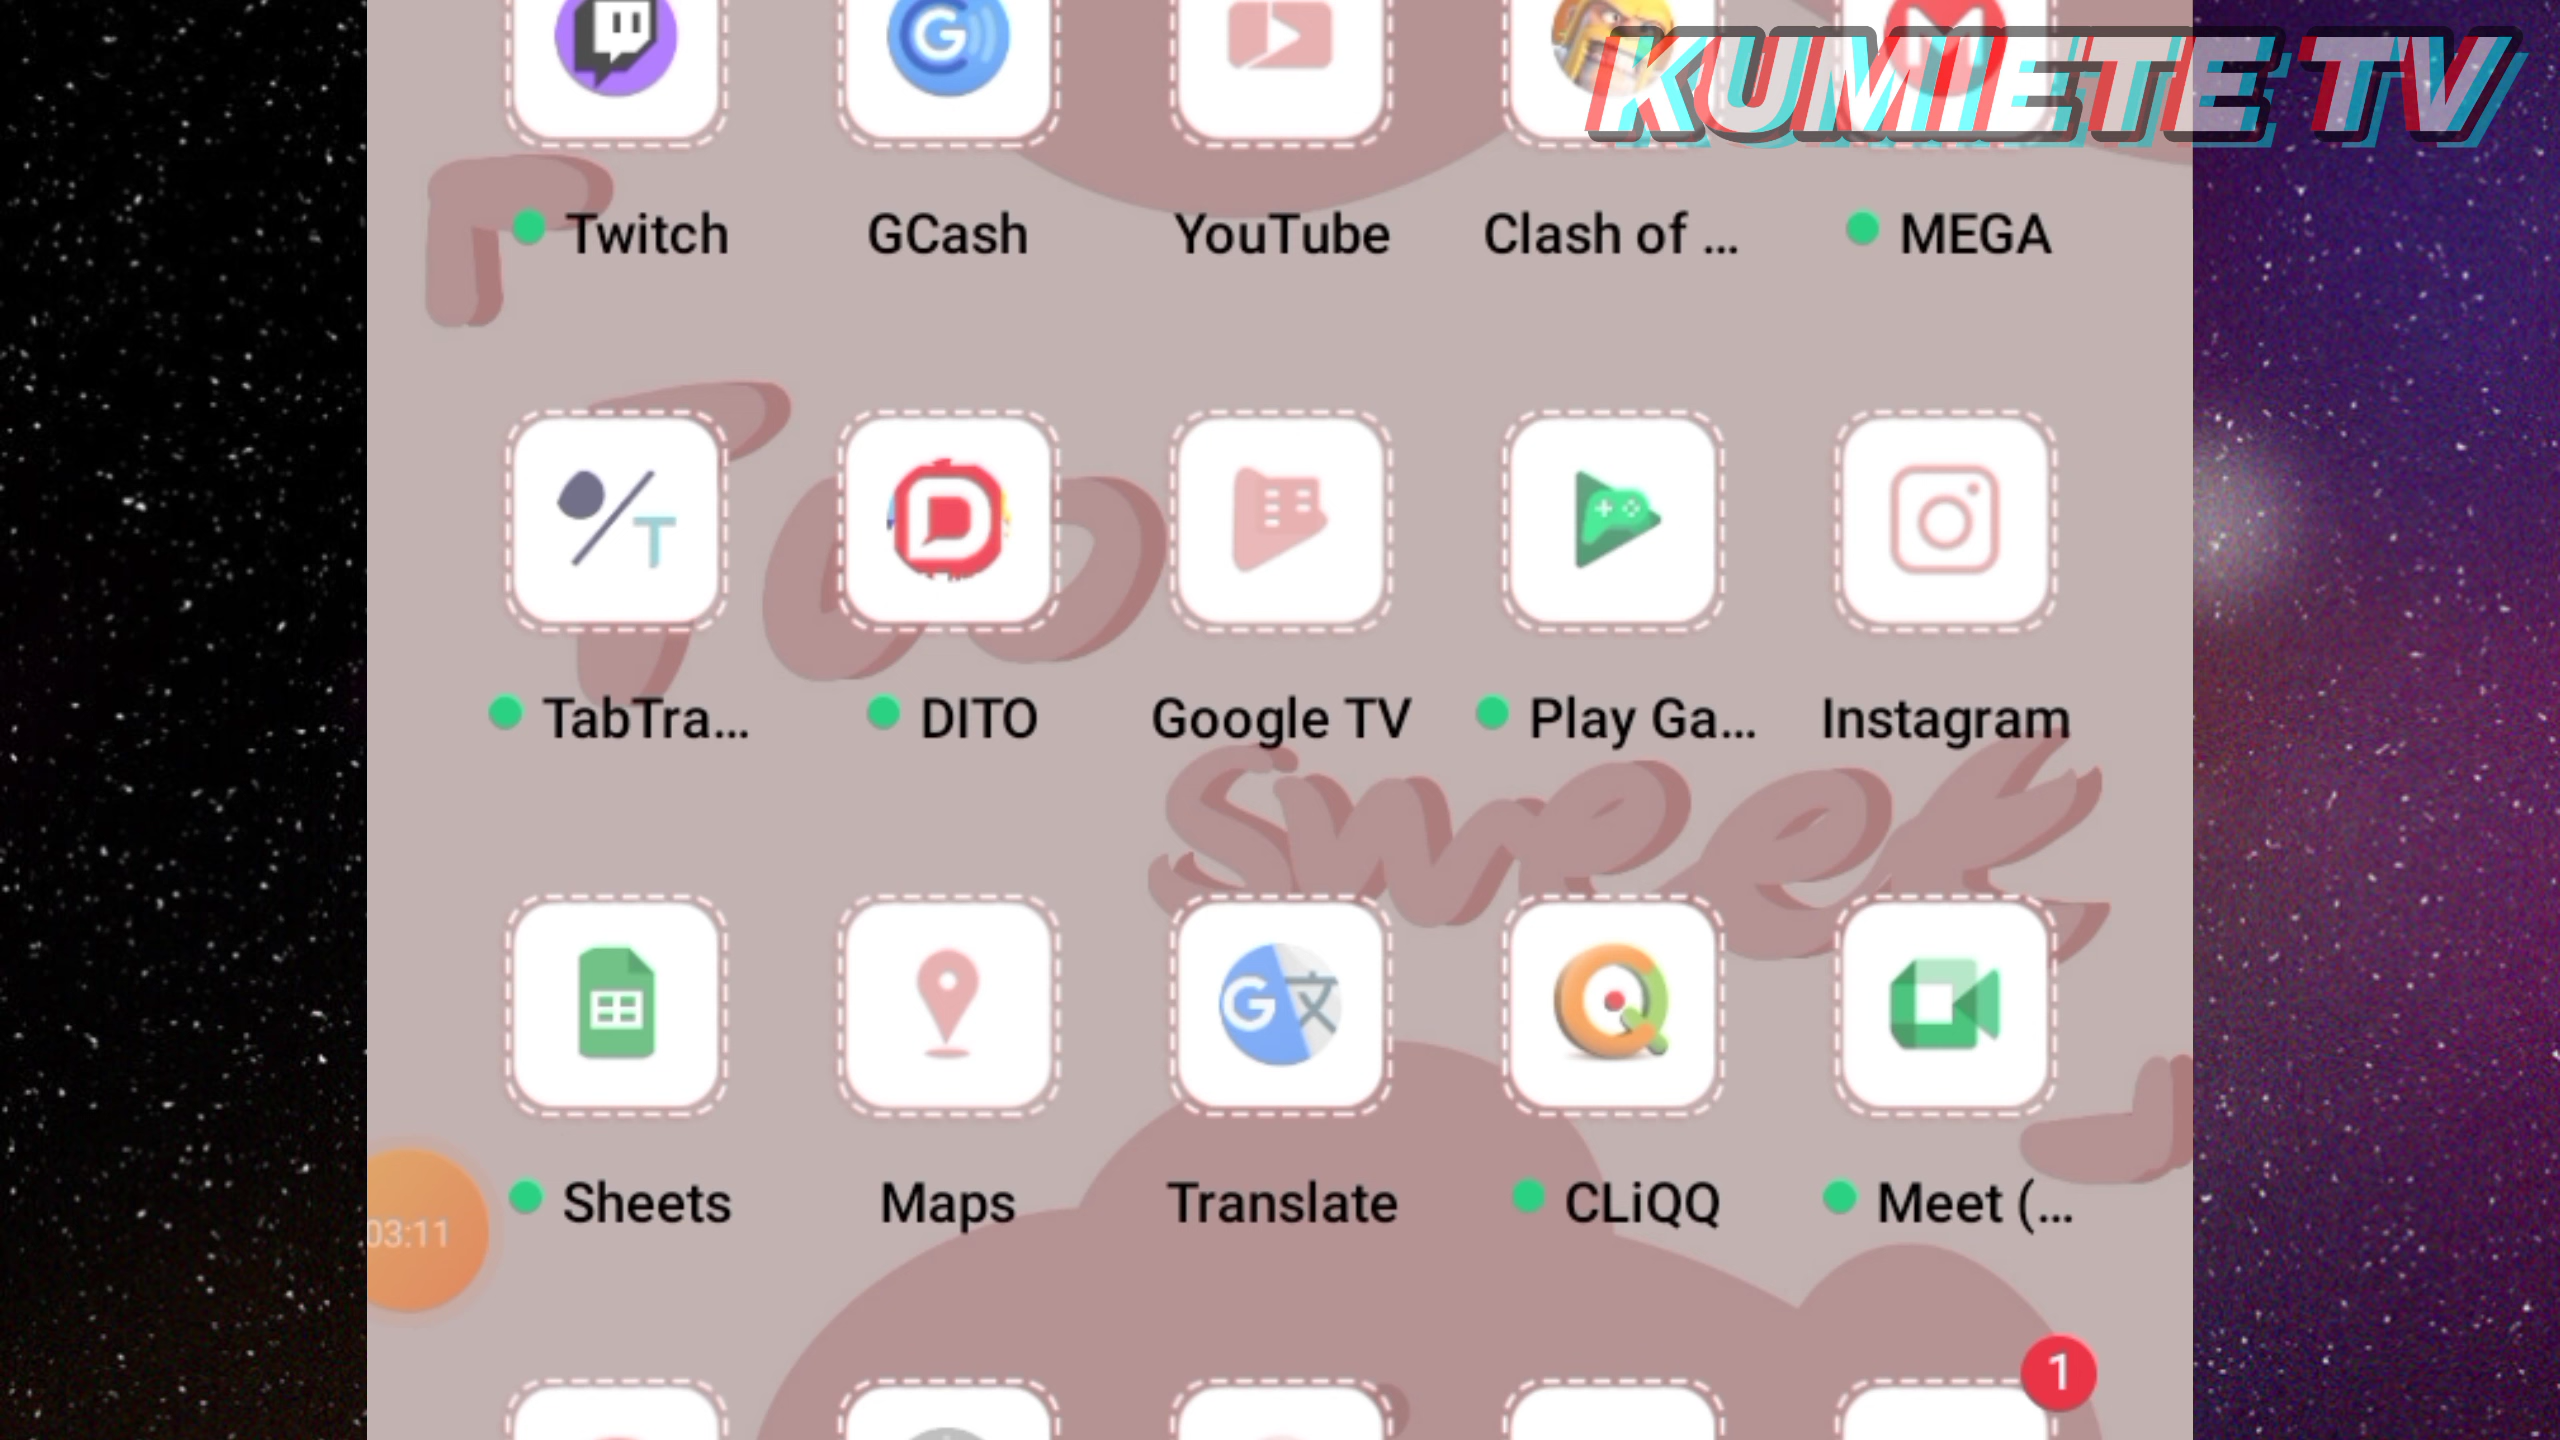 KUMIETE TV
Twitch
GCash
YouTube
Clash of ...
MEGA
TabTra...
DITO
Google TV
Play Ga...
Instagram
Too
sweet
Sheets
Maps
Translate
CLiQQ
Meet (...
03:11
1